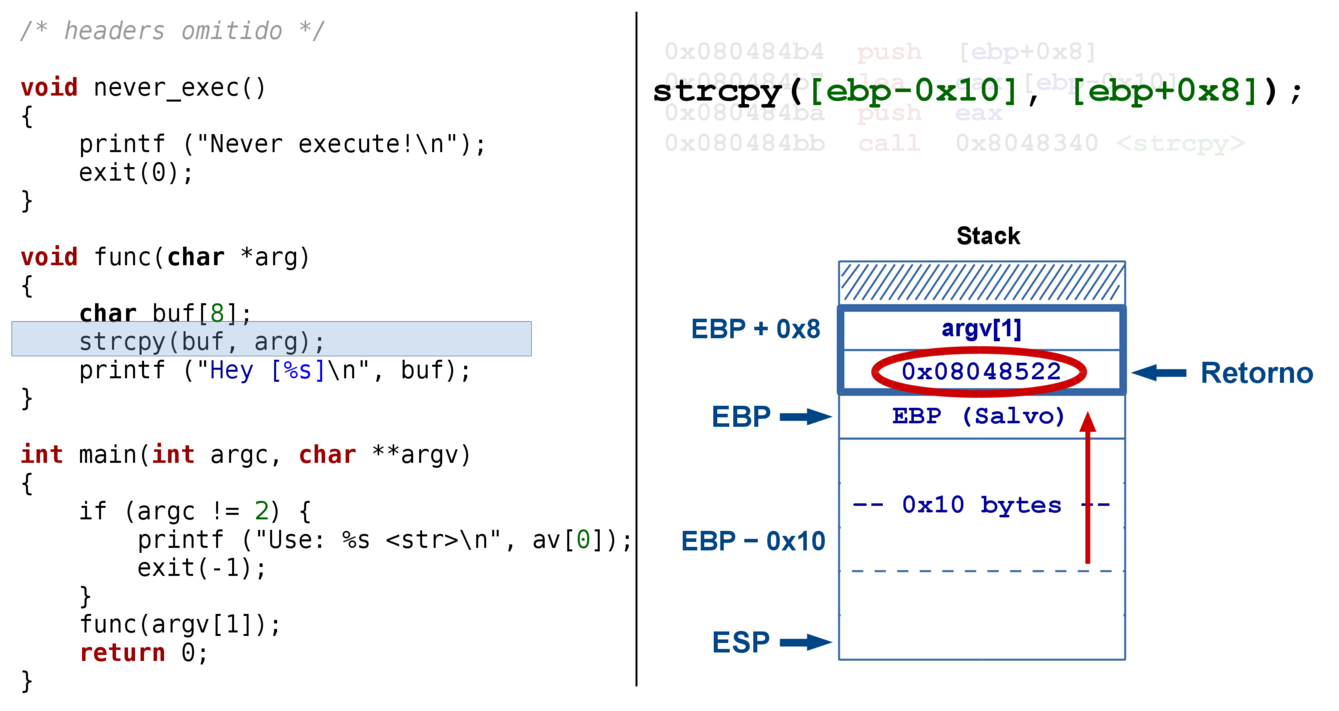 /* headers omitido */
void never_exec()
{
    printf ("Never execute!\n");
    exit(0);
}
void func(char *arg)
{
    char buf[8];
    strcpy(buf, arg);
    printf ("Hey [%s]\n", buf);
}
int main(int argc, char **argv)
{
    if (argc != 2) {
        printf ("Use: %s <str>\n", av[0]);
        exit(-1);
    }
    func(argv[1]);
    return 0;
}
0x080484b4 push [ebp+0x8]
0x080484b7 lea eax,[ebp-0x10]
strcpy([ebp-0x10], [ebp+0x8]);
0x080484ba push eax
0x080484bb call 0x8048340 <strcpy>
Stack
EBP + 0x8
argv[1]
0x08048522
Retorno
EBP
EBP (Salvo)
-- 0x10 bytes --
EBP − 0x10
ESP